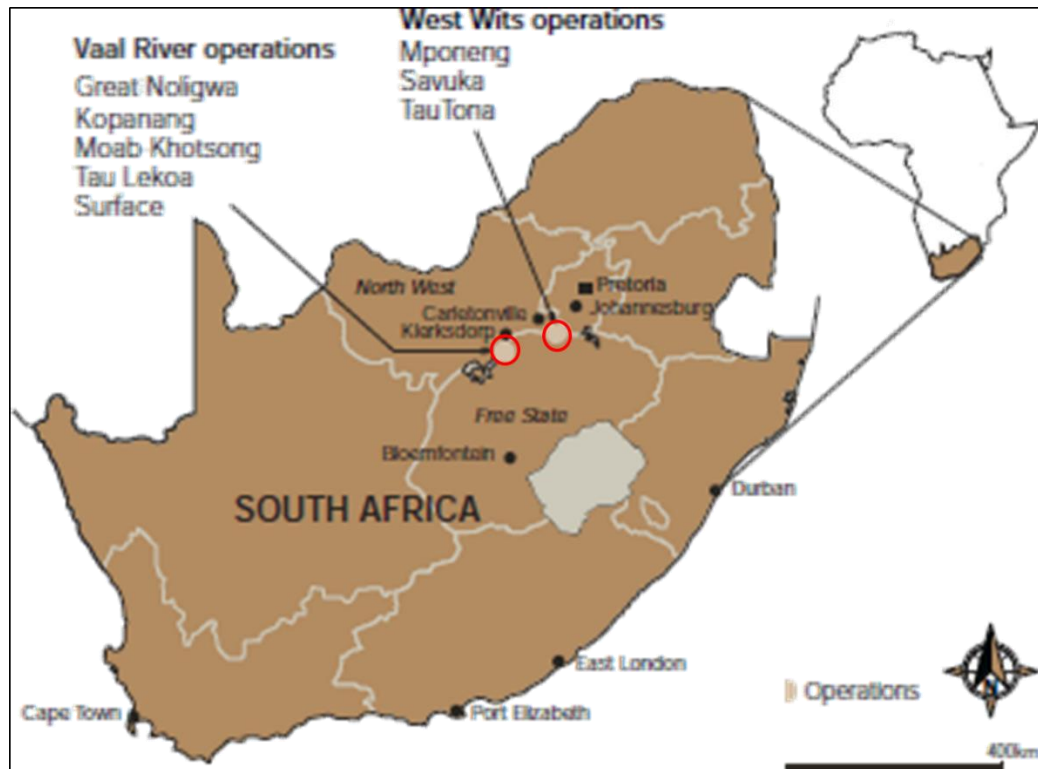 Vaal River operations
Great Noligwa
Kopanang
Moab Khotsong
Tau Lekoa
Surface
West Wits operations
Mponeng
Savuka
TauTona
North West
Pretoria
Carletonville
Johannesburg
Klerksdorp
Free State
Bloemfontein
SOUTH AFRICA
Durban
East London
Operations
Cape Town
Port Elizabeth
N
400km